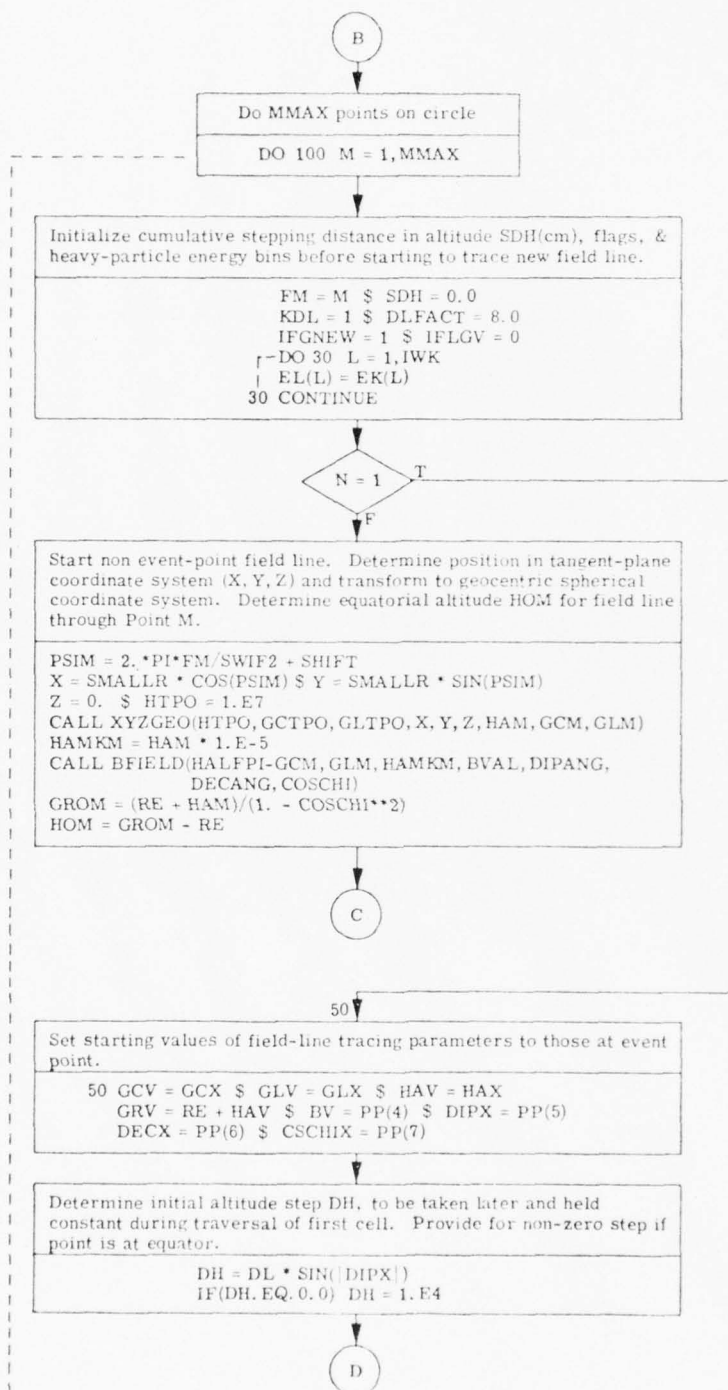 B
Do MMAX points on circle
DO 100 M = 1,MMAX
Initialize cumulative stepping distance in altitude SDH(cm), flags, &
heavy-particle energy bins before starting to trace new field line.
FM = M $ SDH = 0.0
KDL = 1 $ DLFACT = 8.0
IFGNEW = 1 $ IFLGV = 0
DO 30 L = 1,IWK
EL(L) = EK(L)
30 CONTINUE
N = 1
T
F
Start non event-point field line. Determine position in tangent-plane
coordinate system (X, Y, Z) and transform to geocentric spherical
coordinate system. Determine equatorial altitude HOM for field line
through Point M.
PSIM = 2. *PI*FM/SWIF2 + SHIFT
X = SMALLR * COS(PSIM) $ Y = SMALLR * SIN(PSIM)
Z = 0. $ HTPO = 1.E7
CALL XYZGEO(HTPO, GCTPO, GLTPO, X, Y, Z, HAM, GCM, GLM)
HAMKM = HAM * 1.E-5
CALL BFIELD(HALFPI-GCM, GLM, HAMKM, BVAL, DIPANG,
DECANG, COSCHI)
GROM = (RE + HAM)/(1. - COSCHI**2)
HOM = GROM - RE
C
50
Set starting values of field-line tracing parameters to those at event
point.
50 GCV = GCX $ GLV = GLX $ HAV = HAX
GRV = RE + HAV $ BV = PP(4) $ DIPX = PP(5)
DECX = PP(6) $ CSCHIX = PP(7)
Determine initial altitude step DH, to be taken later and held
constant during traversal of first cell. Provide for non-zero step if
point is at equator.
DH = DL * SIN(|DIPX|)
IF(DH.EQ.0.0) DH = 1.E4
D